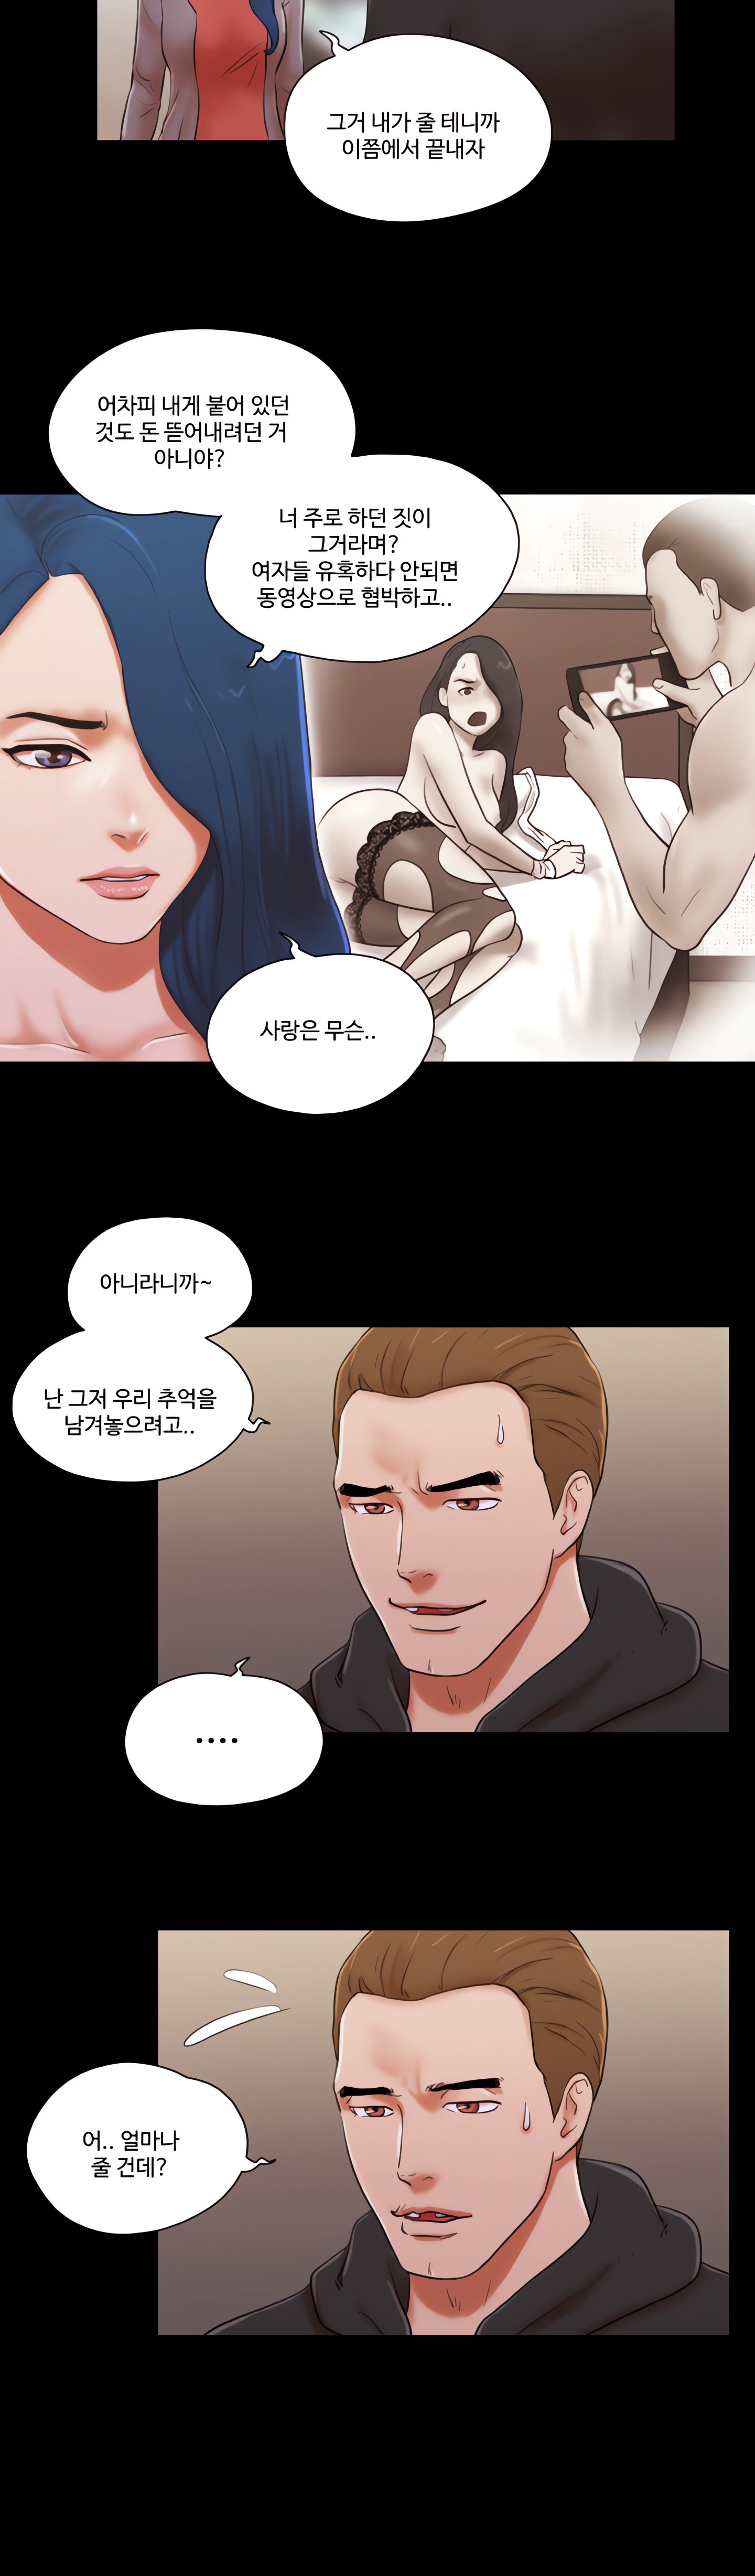 그거 내가 줄 테니까
이쯤에서 끝내자
어차피 내게 붙어 있던
것도 돈 뜯어내려던 거
아니야?
너 주로 하던 짓이
그거라며?
여자들 유혹하다 안되면
동영상으로 협박하고..
사랑은 무슨..
아니라니까~
난 그저 우리 추억을
남겨놓으려고..
....
어.. 얼마나
줄 건데?